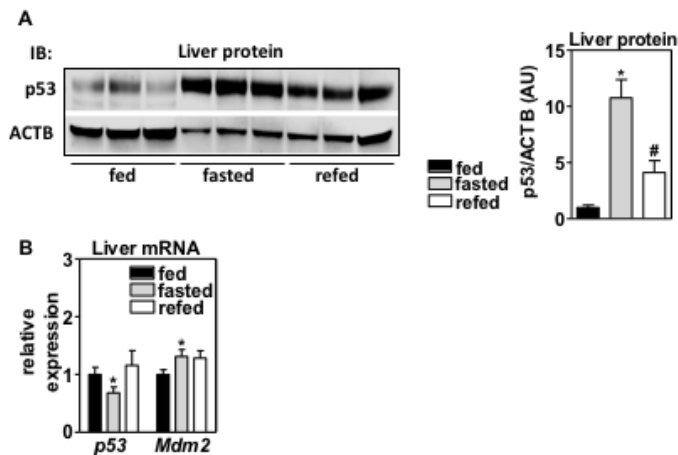 A
IB:
Liver protein
p53
ACTB
fed fasted refed
Liver protein
p53/ACTB (AU)
15
10
5
0
*
#
fed
fasted
refed
B
Liver mRNA
relative
expression
3
2
1
0
fed
fasted
refed
*
*
p53 Mdm2